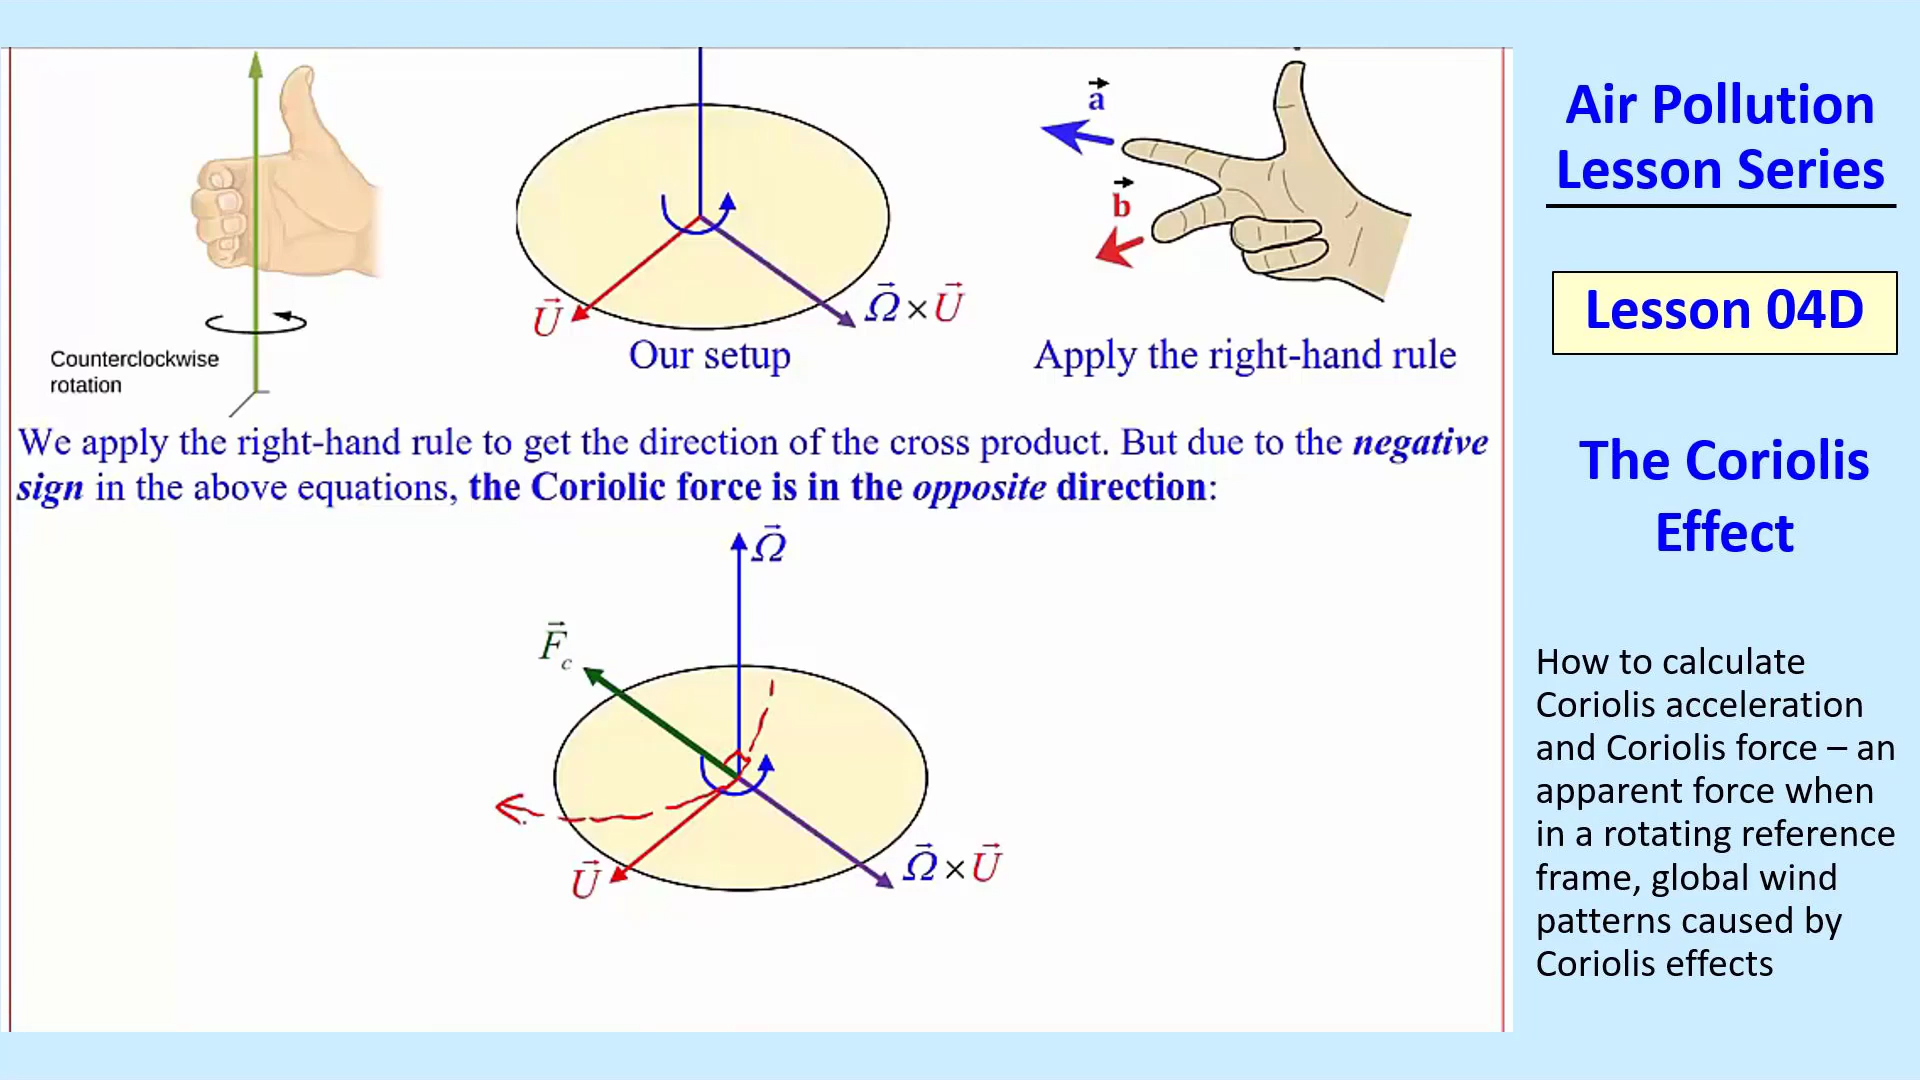 a
b
U
Ω × U
Counterclockwise
rotation
Our setup
Apply the right-hand rule
We apply the right-hand rule to get the direction of the cross product. But due to the negative
sign in the above equations, the Coriolic force is in the opposite direction:
Ω
F c
U
Ω × U
Air Pollution
Lesson Series
Lesson 04D
The Coriolis
Effect
How to calculate
Coriolis acceleration
and Coriolis force – an
apparent force when
in a rotating reference
frame, global wind
patterns caused by
Coriolis effects